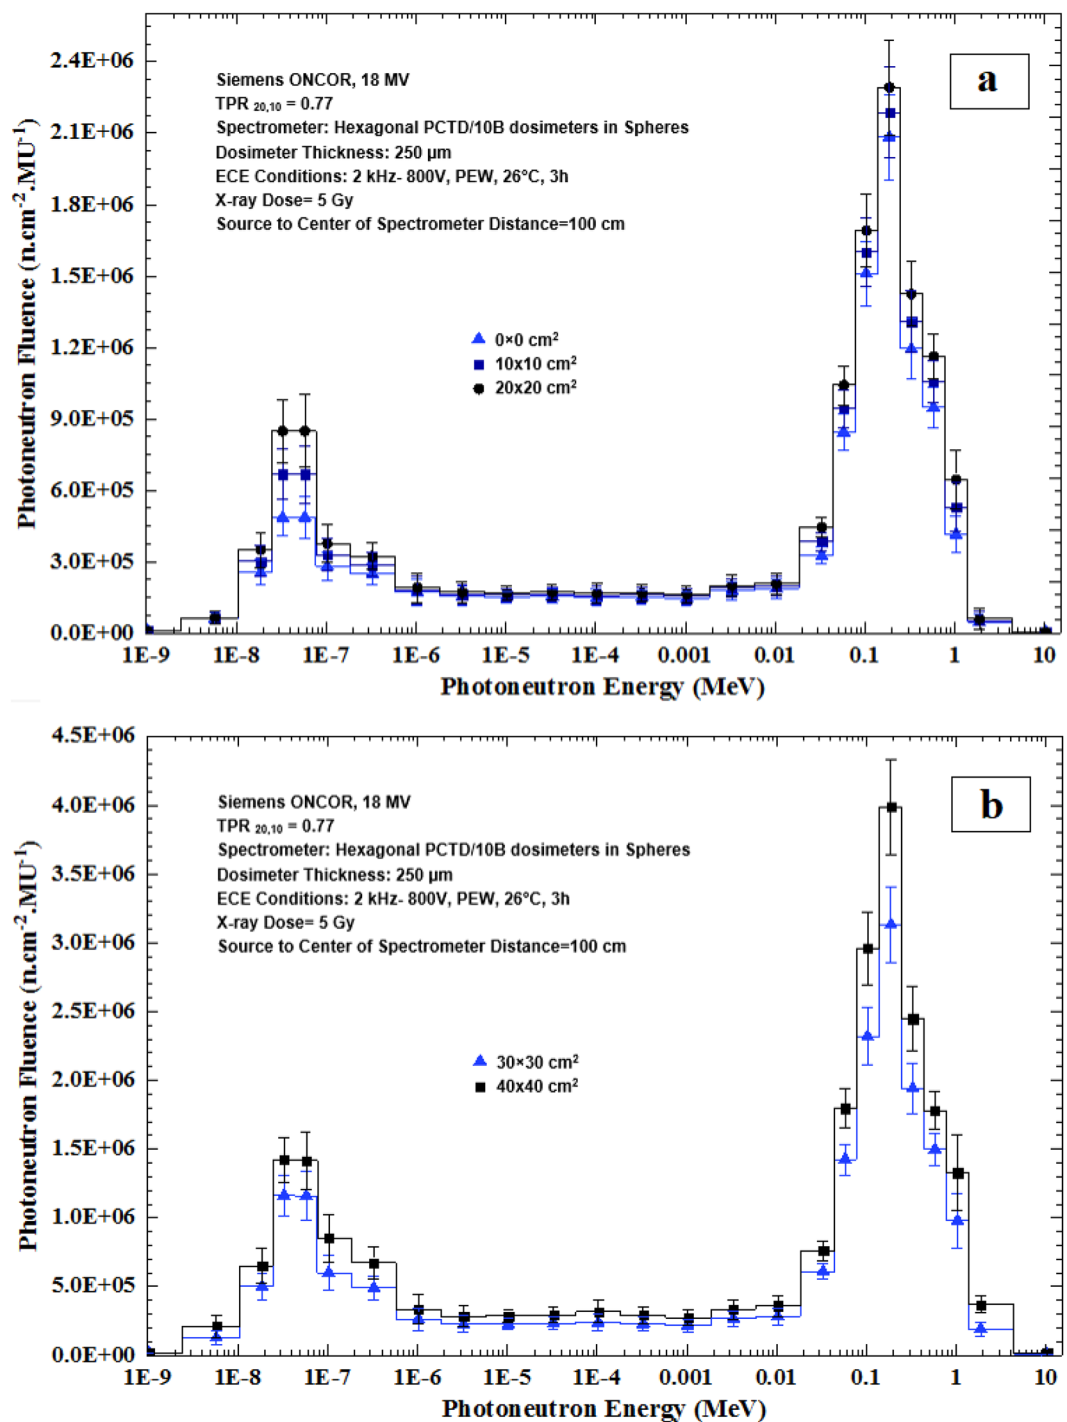 a
Siemens ONCOR, 18 MV
TPR 20,10 = 0.77
Spectrometer: Hexagonal PCTD/10B dosimeters in Spheres
Dosimeter Thickness: 250 µm
ECE Conditions: 2 kHz- 800V, PEW, 26°C, 3h
X-ray Dose= 5 Gy
Source to Center of Spectrometer Distance=100 cm
0×0 cm²
10x10 cm²
20x20 cm²
Photoneutron Fluence (n.cm⁻².MU⁻¹)
2.4E+06
2.1E+06
1.8E+06
1.5E+06
1.2E+06
9.0E+05
6.0E+05
3.0E+05
0.0E+00
1E-9 1E-8 1E-7 1E-6 1E-5 1E-4 0.001 0.01 0.1 1 10
Photoneutron Energy (MeV)
b
Siemens ONCOR, 18 MV
TPR 20,10 = 0.77
Spectrometer: Hexagonal PCTD/10B dosimeters in Spheres
Dosimeter Thickness: 250 µm
ECE Conditions: 2 kHz- 800V, PEW, 26°C, 3h
X-ray Dose= 5 Gy
Source to Center of Spectrometer Distance=100 cm
30×30 cm²
40x40 cm²
Photoneutron Fluence (n.cm⁻².MU⁻¹)
4.5E+06
4.0E+06
3.5E+06
3.0E+06
2.5E+06
2.0E+06
1.5E+06
1.0E+06
5.0E+05
0.0E+00
1E-9 1E-8 1E-7 1E-6 1E-5 1E-4 0.001 0.01 0.1 1 10
Photoneutron Energy (MeV)